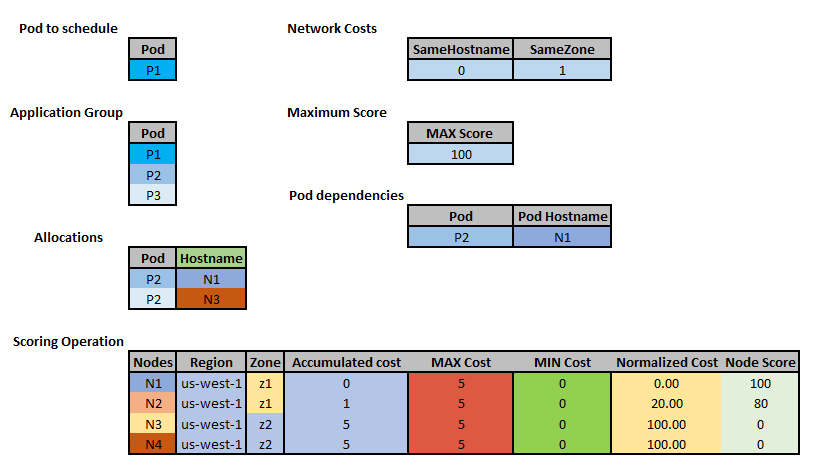 Pod to schedule
Network Costs
Pod
P1
SameHostname SameZone
0 1
Application Group
Maximum Score
Pod
P1
P2
P3
MAX Score
100
Pod dependencies
Pod Pod Hostname
P2 N1
Allocations
Pod Hostname
P2 N1
P2 N3
Scoring Operation
Nodes Region Zone Accumulated cost MAX Cost MIN Cost Normalized Cost Node Score
N1 us-west-1 z1 0 5 0 0.00 100
N2 us-west-1 z1 1 5 0 20.00 80
N3 us-west-1 z2 5 5 0 100.00 0
N4 us-west-1 z2 5 5 0 100.00 0